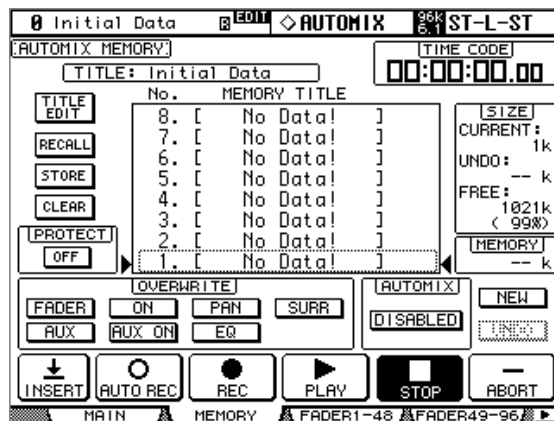 0 Initial Data EDIT AUTOMIX 96k 6.1 ST-L-ST
AUTOMIX MEMORY
TIME CODE
00:00:00.00
TITLE: Initial Data
No. MEMORY TITLE
TITLE EDIT
RECALL
STORE
CLEAR
PROTECT
OFF
8. [ No Data! ]
7. [ No Data! ]
6. [ No Data! ]
5. [ No Data! ]
4. [ No Data! ]
3. [ No Data! ]
2. [ No Data! ]
1. [ No Data! ]
SIZE
CURRENT:
1k
UNDO:
-- k
FREE:
1021k
( 99%)
MEMORY
-- k
OVERWRITE
FADER ON PAN SURR
AUX AUX ON EQ
AUTOMIX
DISABLED
NEW
UNDO
INSERT AUTO REC REC PLAY STOP ABORT
MAIN MEMORY FADER1-48 FADER49-96